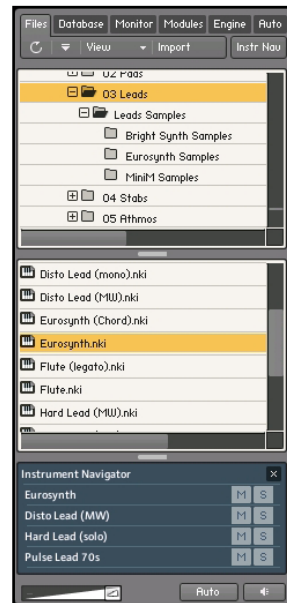 Files Database Monitor Modules Engine Auto
View Import Instr Nav
02 Pads
03 Leads
Leads Samples
Bright Synth Samples
Eurosynth Samples
MiniM Samples
04 Stabs
05 Athmos
Disto Lead (mono).nki
Disto Lead (MW).nki
Eurosynth (Chord).nki
Eurosynth.nki
Flute (legato).nki
Flute.nki
Hard Lead (MW).nki
Instrument Navigator ×
Eurosynth M S
Disto Lead (MW) M S
Hard Lead (solo) M S
Pulse Lead 70s M S
Auto